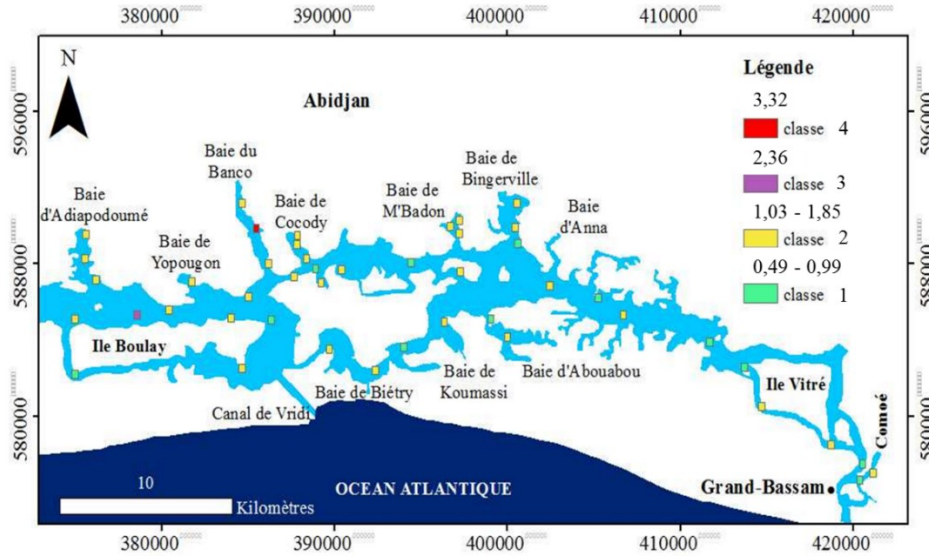 380000 390000 400000 410000 420000
N
Abidjan
Légende
3,32
classe 4
2,36
classe 3
1,03 - 1,85
classe 2
0,49 - 0,99
classe 1
596000
596000
Baie du
Banco
Baie
d'Adiapodoumé
Baie de
Yopougon
Baie de
Cocody
Baie de
M'Badon
Baie de
Bingerville
Baie
d'Anna
588000
588000
Ile Boulay
Canal de Vridi
Baie de Biétry
Baie de
Koumassi
Baie d'Abouabou
Ile Vitré
Comoé
580000
580000
Grand-Bassam
OCEAN ATLANTIQUE
10
Kilomètres
380000 390000 400000 410000 420000